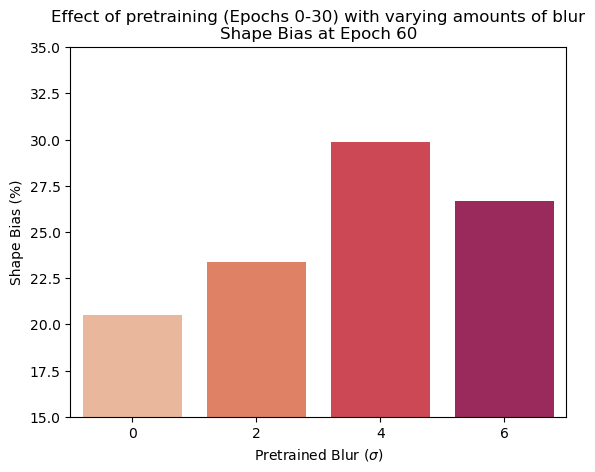 Effect of pretraining (Epochs 0-30) with varying amounts of blur
Shape Bias at Epoch 60
35.0
32.5
30.0
27.5
25.0
22.5
20.0
17.5
15.0
Shape Bias (%)
0 2 4 6
Pretrained Blur (σ)